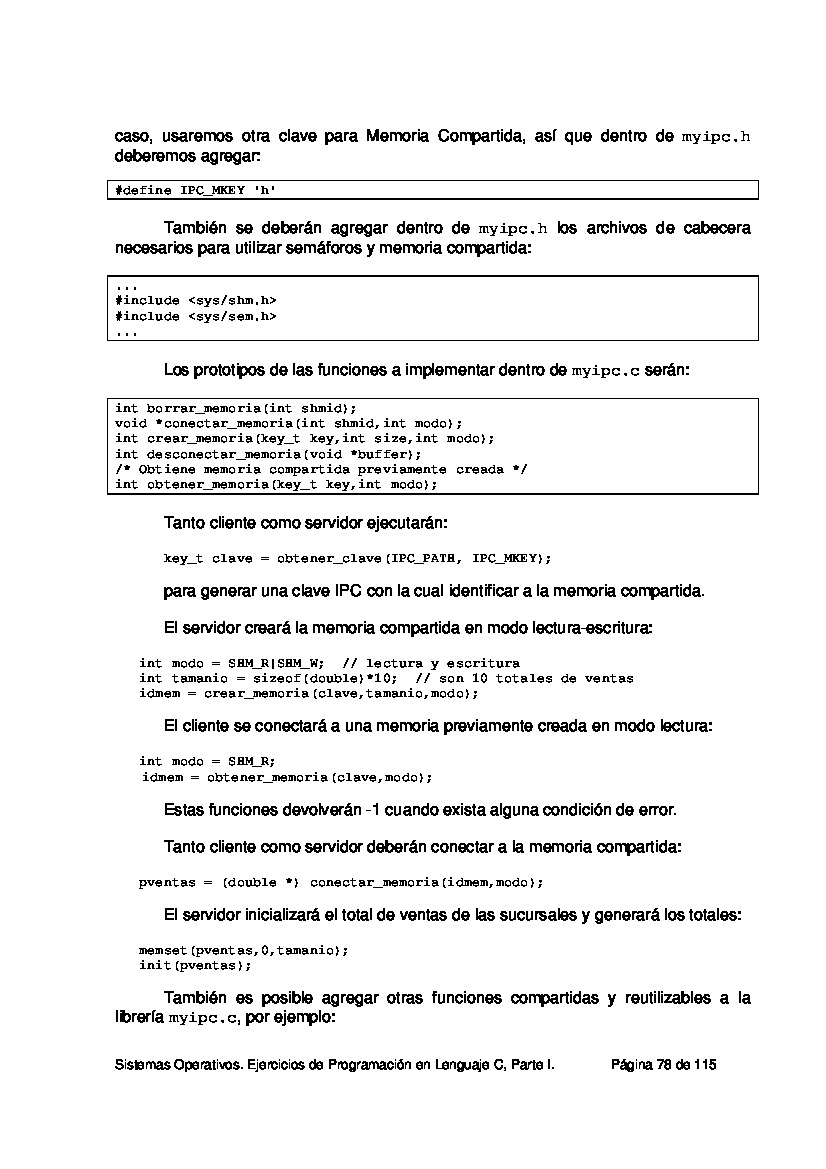 caso, usaremos otra clave para Memoria Compartida, así que dentro de myipc.h
deberemos agregar:
#define IPC_MKEY 'h'
También se deberán agregar dentro de myipc.h los archivos de cabecera
necesarios para utilizar semáforos y memoria compartida:
...
#include <sys/shm.h>
#include <sys/sem.h>
...
Los prototipos de las funciones a implementar dentro de myipc.c serán:
int borrar_memoria(int shmid);
void *conectar_memoria(int shmid,int modo);
int crear_memoria(key_t key,int size,int modo);
int desconectar_memoria(void *buffer);
/* Obtiene memoria compartida previamente creada */
int obtener_memoria(key_t key,int modo);
Tanto cliente como servidor ejecutarán:
key_t clave = obtener_clave(IPC_PATH, IPC_MKEY);
para generar una clave IPC con la cual identificar a la memoria compartida.
El servidor creará la memoria compartida en modo lectura-escritura:
int modo = SHM_R|SHM_W;  // lectura y escritura
int tamanio = sizeof(double)*10;  // son 10 totales de ventas
idmem = crear_memoria(clave,tamanio,modo);
El cliente se conectará a una memoria previamente creada en modo lectura:
int modo = SHM_R;
idmem = obtener_memoria(clave,modo);
Estas funciones devolverán -1 cuando exista alguna condición de error.
Tanto cliente como servidor deberán conectar a la memoria compartida:
pventas = (double *) conectar_memoria(idmem,modo);
El servidor inicializará el total de ventas de las sucursales y generará los totales:
memset(pventas,0,tamanio);
init(pventas);
También es posible agregar otras funciones compartidas y reutilizables a la
librería myipc.c, por ejemplo:
Sistemas Operativos. Ejercicios de Programación en Lenguaje C, Parte I. Página 78 de 115